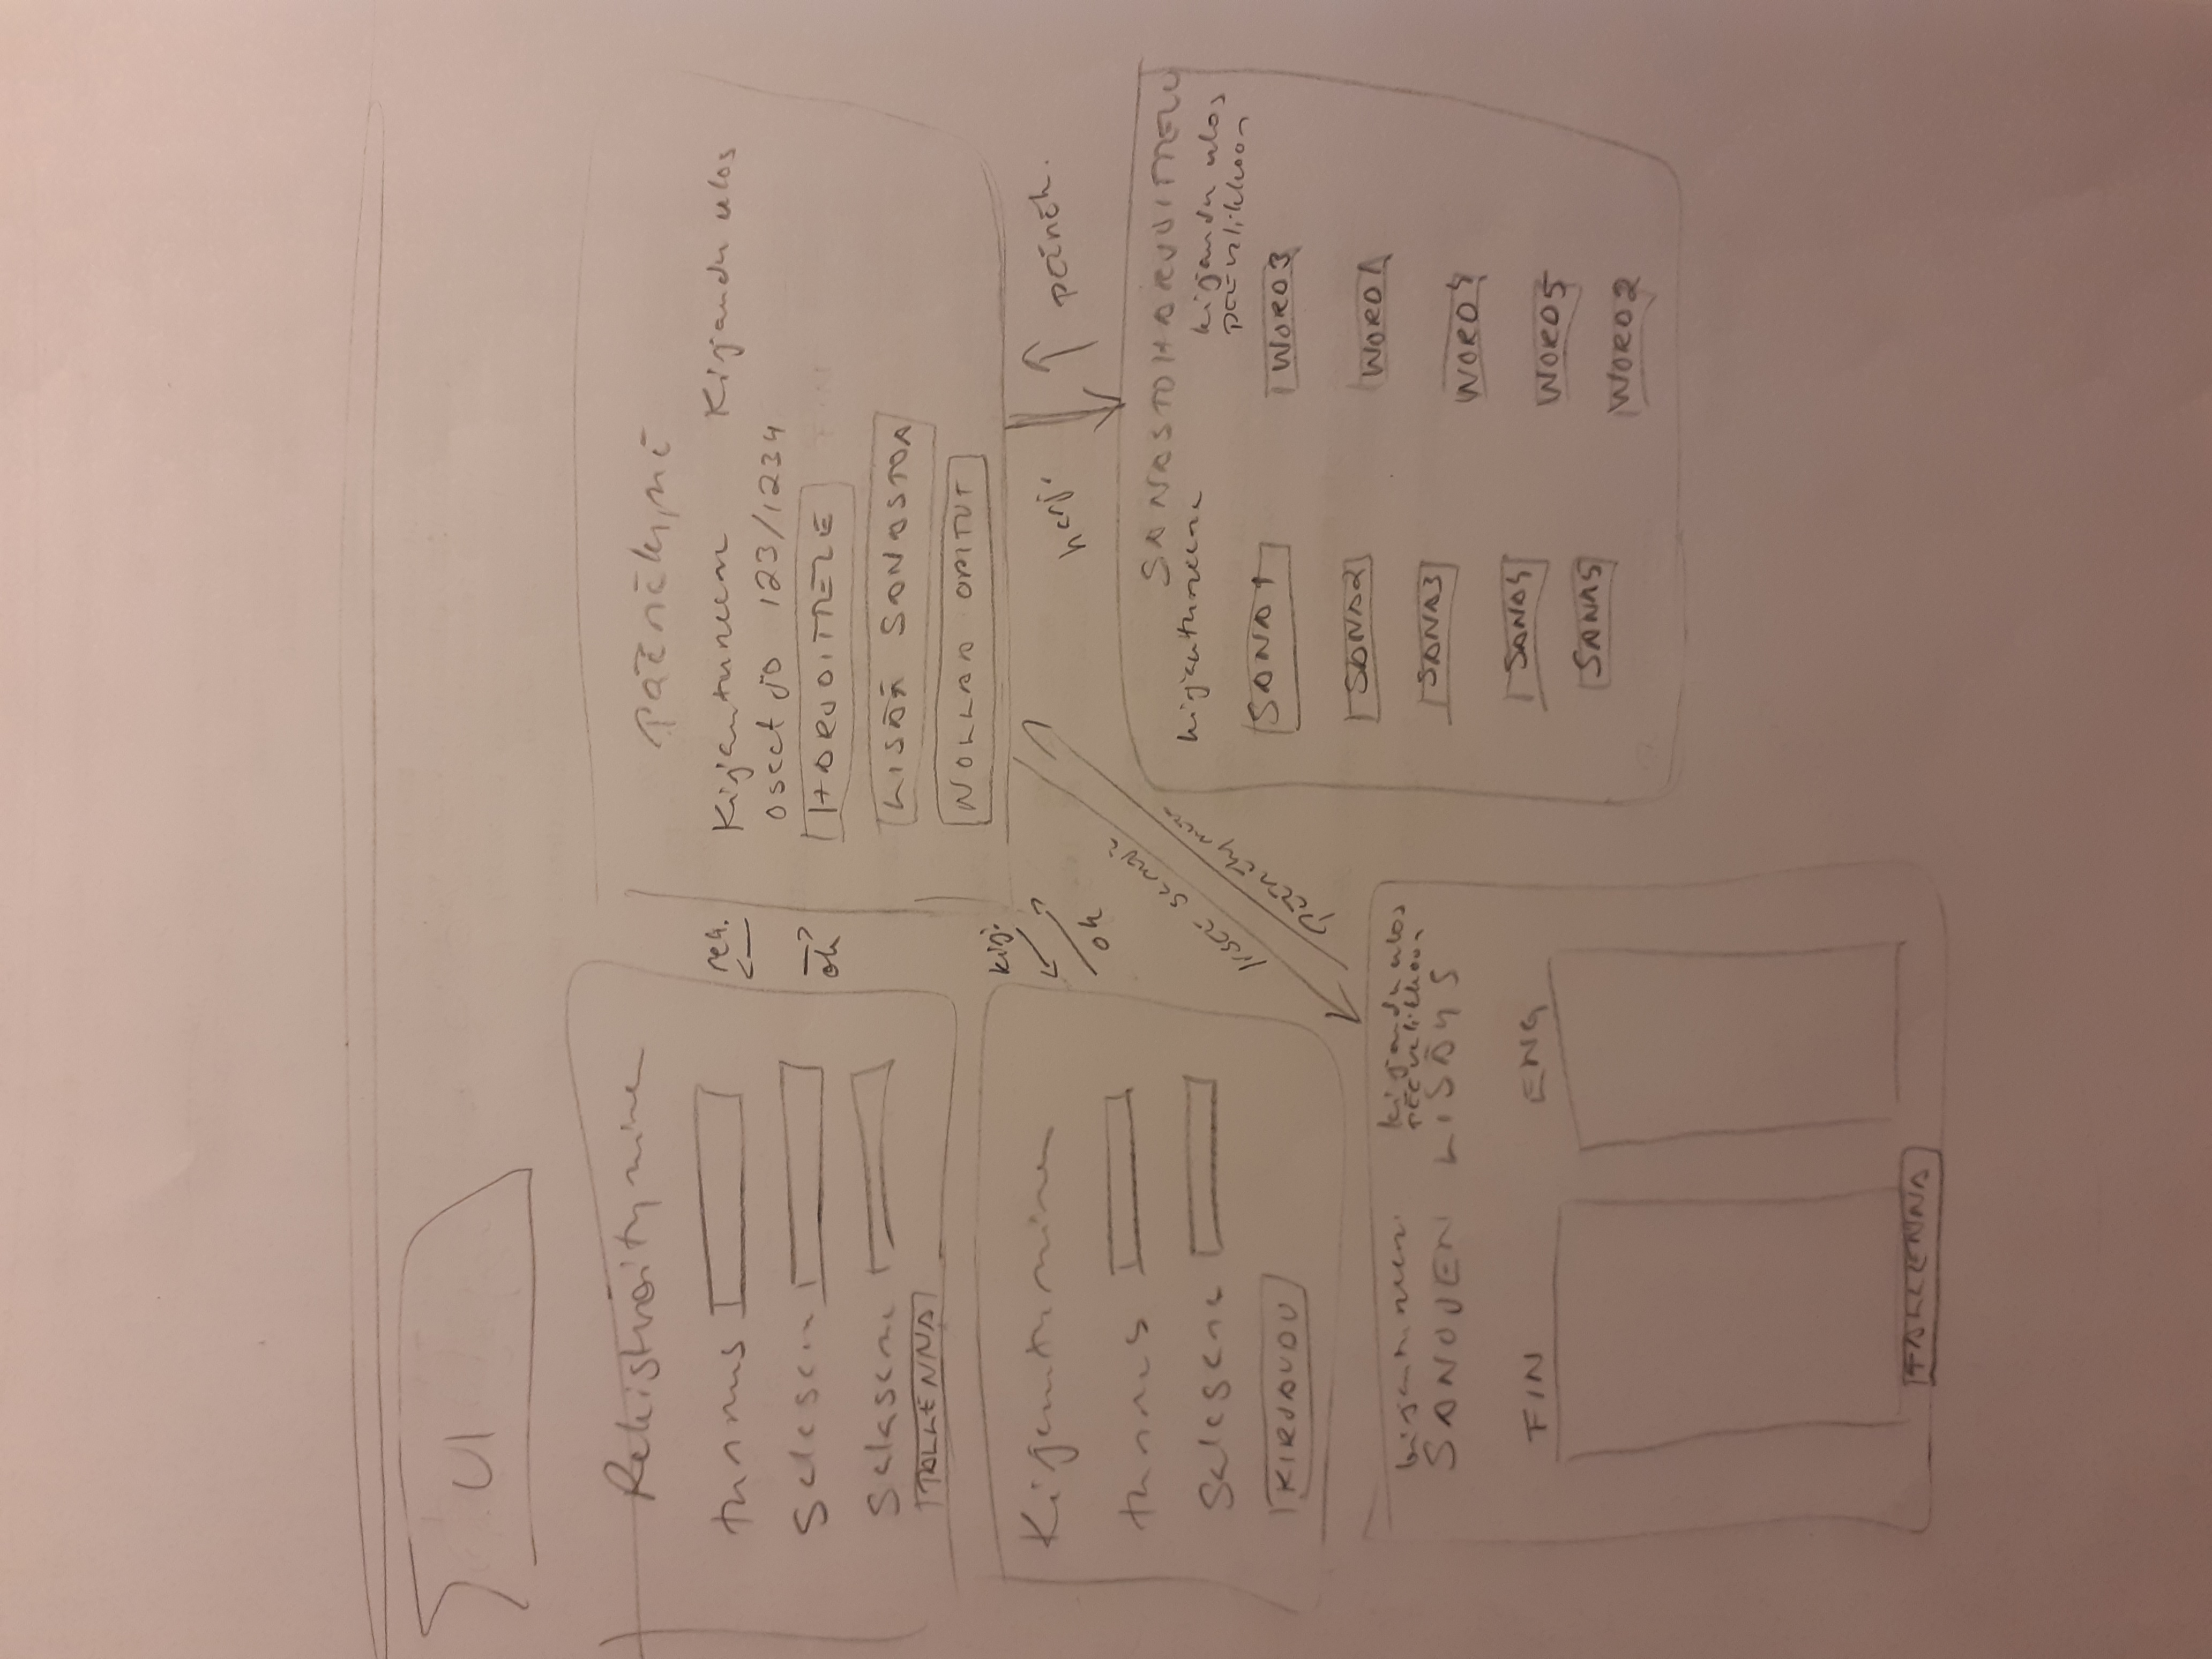 UI
Rekisteröityminen
tunnus
Salasana
Salasana
TALLENNA
rek.
ok
Päänäkymä
Kirjautuneena
Kirjaudu ulos
osaat jo 123/1234
HARJOITTELE
LISÄÄ SANASTOA
NOLLAA OPITUT
Kirjautuminen
tunnus
Salasana
KIRJAUDU
kirj.
ok
lisää sanoja
Päänäkymään
harj.
päänäk.
kirjautuneena
kirjaudu ulos
päävalikkoon
SANOJEN LISÄYS
FIN
ENG
TALLENNA
SANASTOHARJOITTELU
kirjautuneena
kirjaudu ulos
päävalikkoon
SANA1
WORD3
SANA2
WORD1
SANA3
WORD4
SANA4
WORD5
SANA5
WORD2